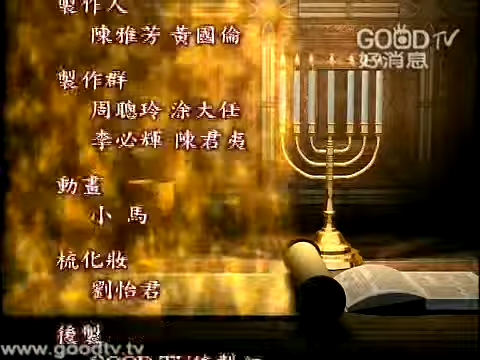 製作人
陳雅芳 黃國倫
GOOD TV
好消息
製作群
周聰玲 涂大任
李必輝 陳君夷
動畫
小 馬
梳化妝
劉怡君
後製
www.goodtv.tv